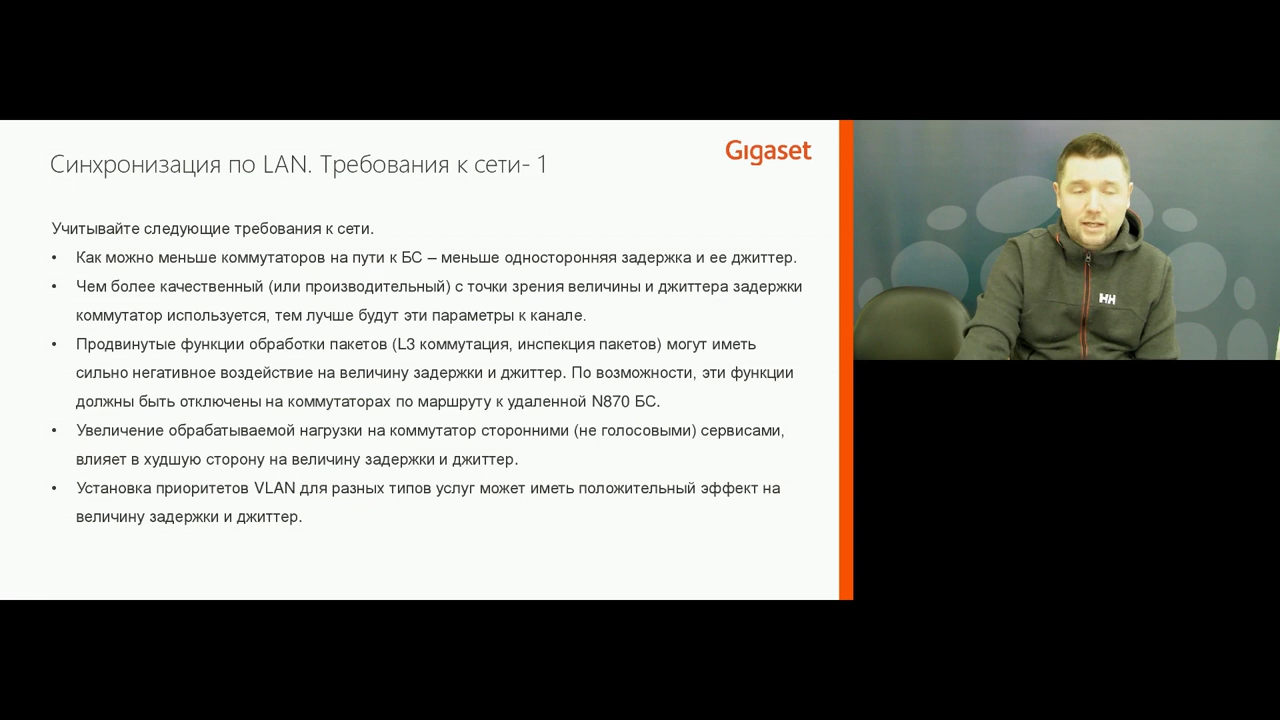 Синхронизация по LAN. Требования к сети- 1
Gigaset
Учитывайте следующие требования к сети.
• Как можно меньше коммутаторов на пути к БС – меньше односторонняя задержка и ее джиттер.
• Чем более качественный (или производительный) с точки зрения величины и джиттера задержки
коммутатор используется, тем лучше будут эти параметры к канале.
• Продвинутые функции обработки пакетов (L3 коммутация, инспекция пакетов) могут иметь
сильно негативное воздействие на величину задержки и джиттер. По возможности, эти функции
должны быть отключены на коммутаторах по маршруту к удаленной N870 БС.
• Увеличение обрабатываемой нагрузки на коммутатор сторонними (не голосовыми) сервисами,
влияет в худшую сторону на величину задержки и джиттер.
• Установка приоритетов VLAN для разных типов услуг может иметь положительный эффект на
величину задержки и джиттер.
HH